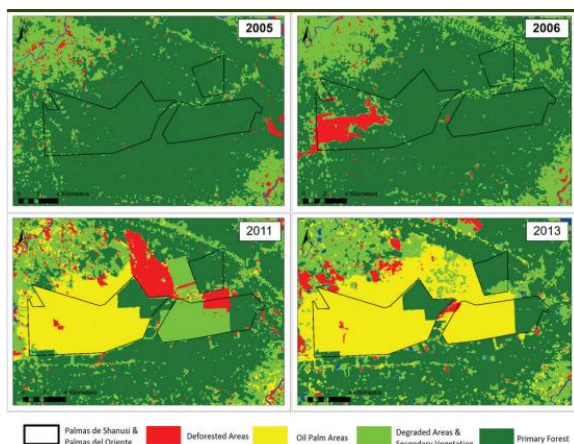 2005
2006
2011
2013
Palmas de Shanusi &
Palmas del Oriente
Deforested Areas
Oil Palm Areas
Degraded Areas &
Secondary Vegetation
Primary Forest